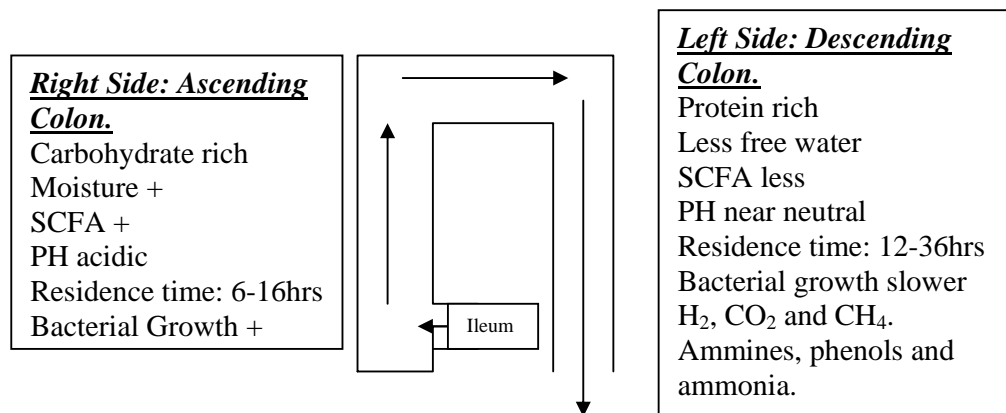 Right Side: Ascending
Colon.
Carbohydrate rich
Moisture +
SCFA +
PH acidic
Residence time: 6-16hrs
Bacterial Growth +
Ileum
Left Side: Descending
Colon.
Protein rich
Less free water
SCFA less
PH near neutral
Residence time: 12-36hrs
Bacterial growth slower
H₂, CO₂ and CH₄.
Ammines, phenols and
ammonia.